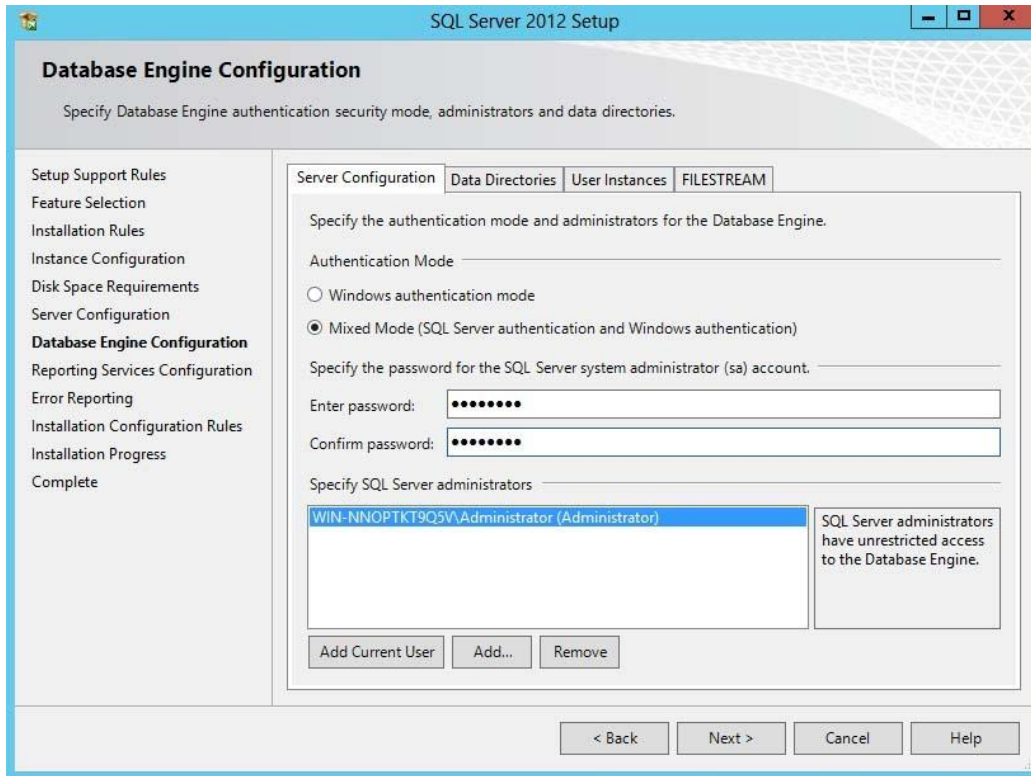 SQL Server 2012 Setup
Database Engine Configuration
Specify Database Engine authentication security mode, administrators and data directories.
Setup Support Rules
Feature Selection
Installation Rules
Instance Configuration
Disk Space Requirements
Server Configuration
Database Engine Configuration
Reporting Services Configuration
Error Reporting
Installation Configuration Rules
Installation Progress
Complete
Server Configuration
Data Directories
User Instances
FILESTREAM
Specify the authentication mode and administrators for the Database Engine.
Authentication Mode
Windows authentication mode
Mixed Mode (SQL Server authentication and Windows authentication)
Specify the password for the SQL Server system administrator (sa) account.
Enter password: ●●●●●●●●
Confirm password: ●●●●●●●●
Specify SQL Server administrators
WIN-NNOPTKT9Q5V\Administrator (Administrator)
SQL Server administrators
have unrestricted access
to the Database Engine.
Add Current User
Add...
Remove
< Back
Next >
Cancel
Help